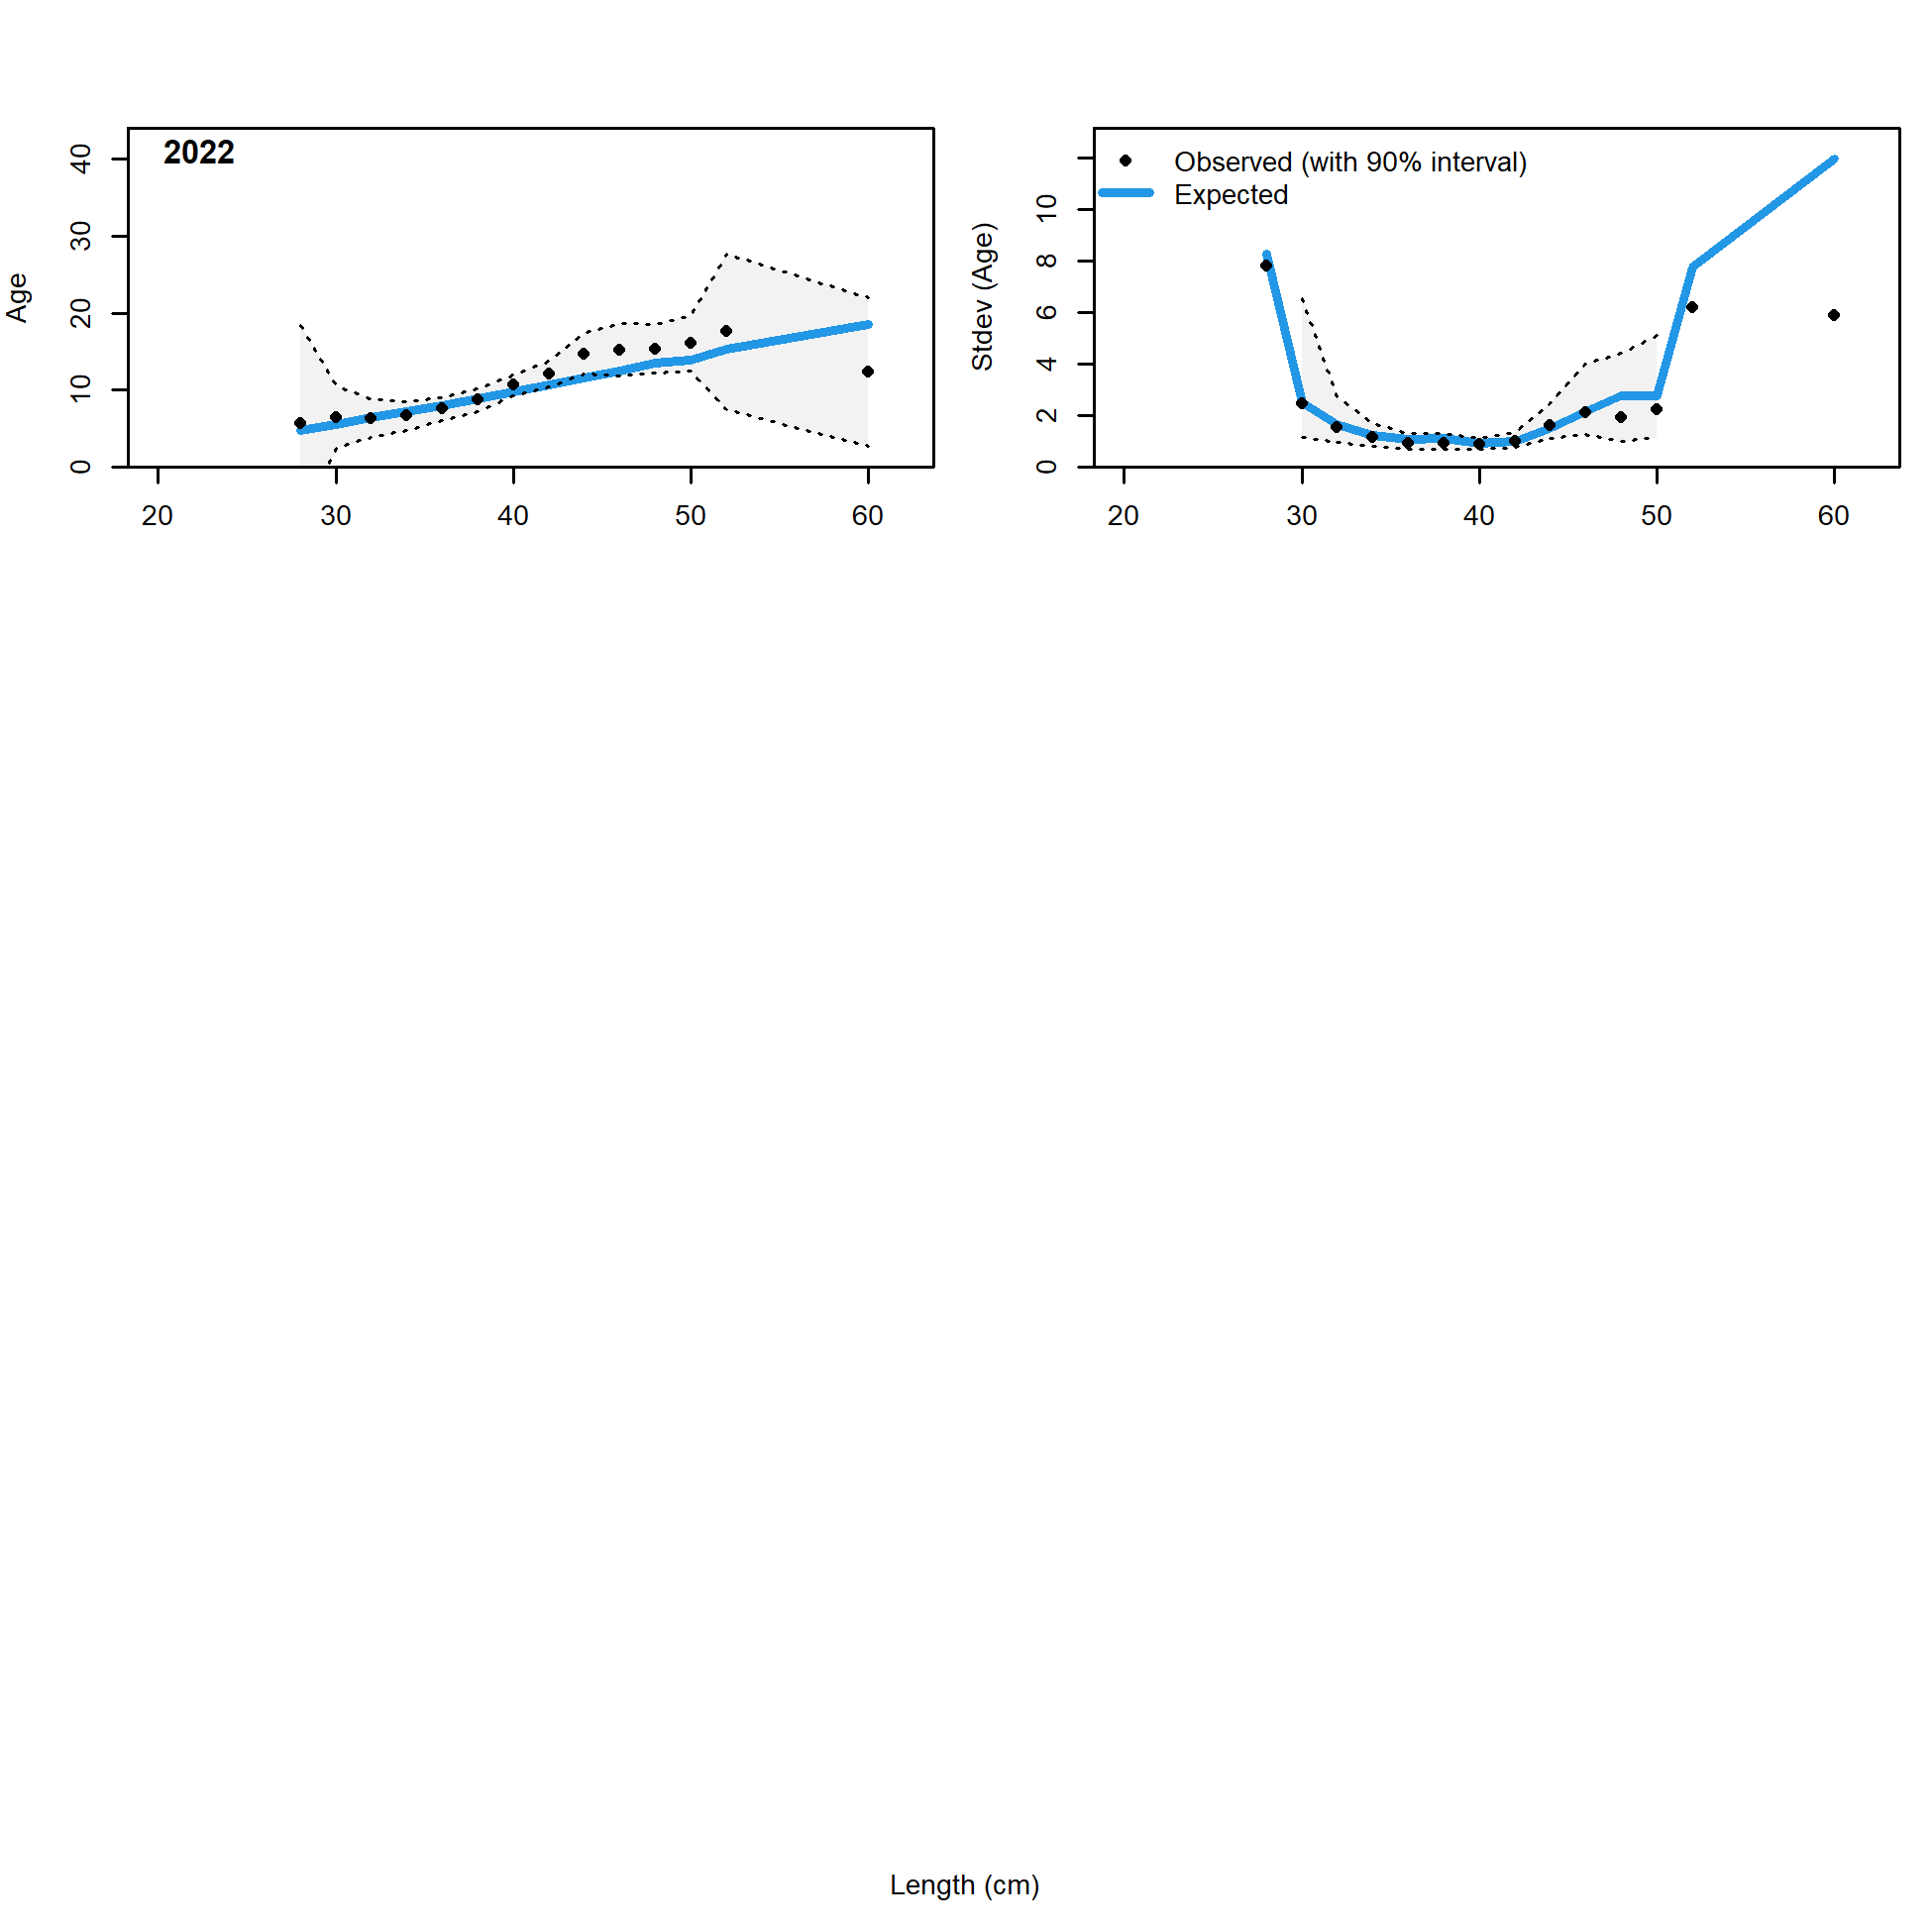 2022
Age
0 10 20 30 40
20 30 40 50 60
Observed (with 90% interval)
Expected
Stdev (Age)
0 2 4 6 8 10
20 30 40 50 60
Length (cm)